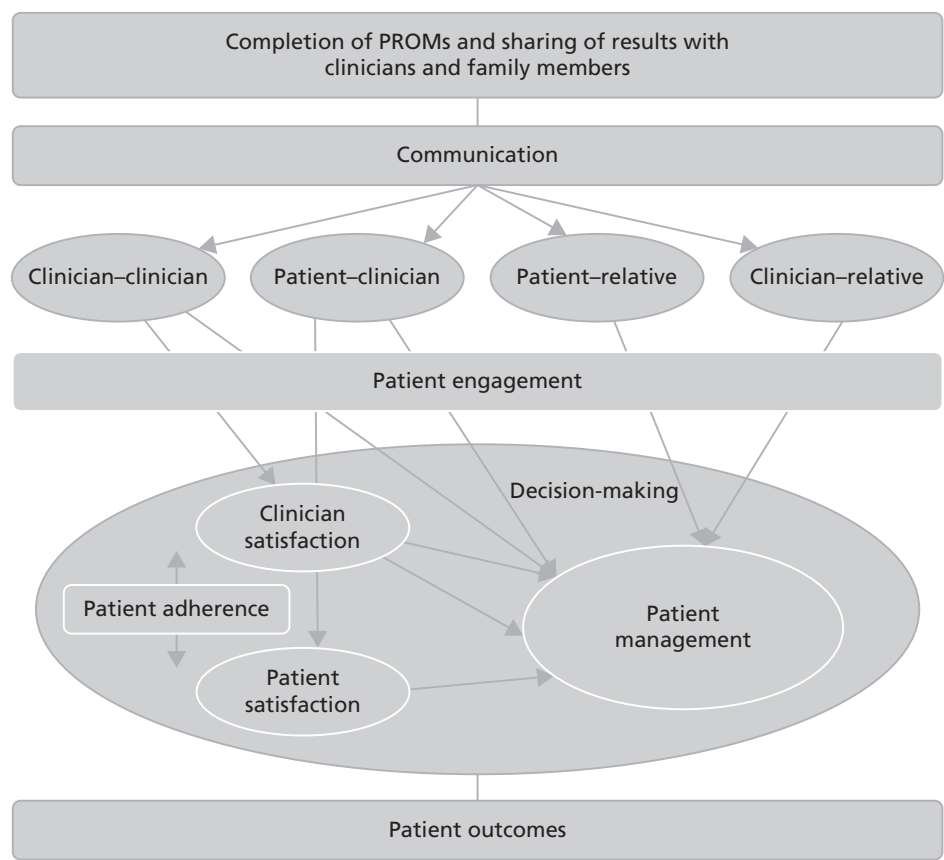 Completion of PROMs and sharing of results with
clinicians and family members
Communication
Clinician–clinician
Patient–clinician
Patient–relative
Clinician–relative
Patient engagement
Decision-making
Clinician
satisfaction
Patient adherence
Patient
management
Patient
satisfaction
Patient outcomes